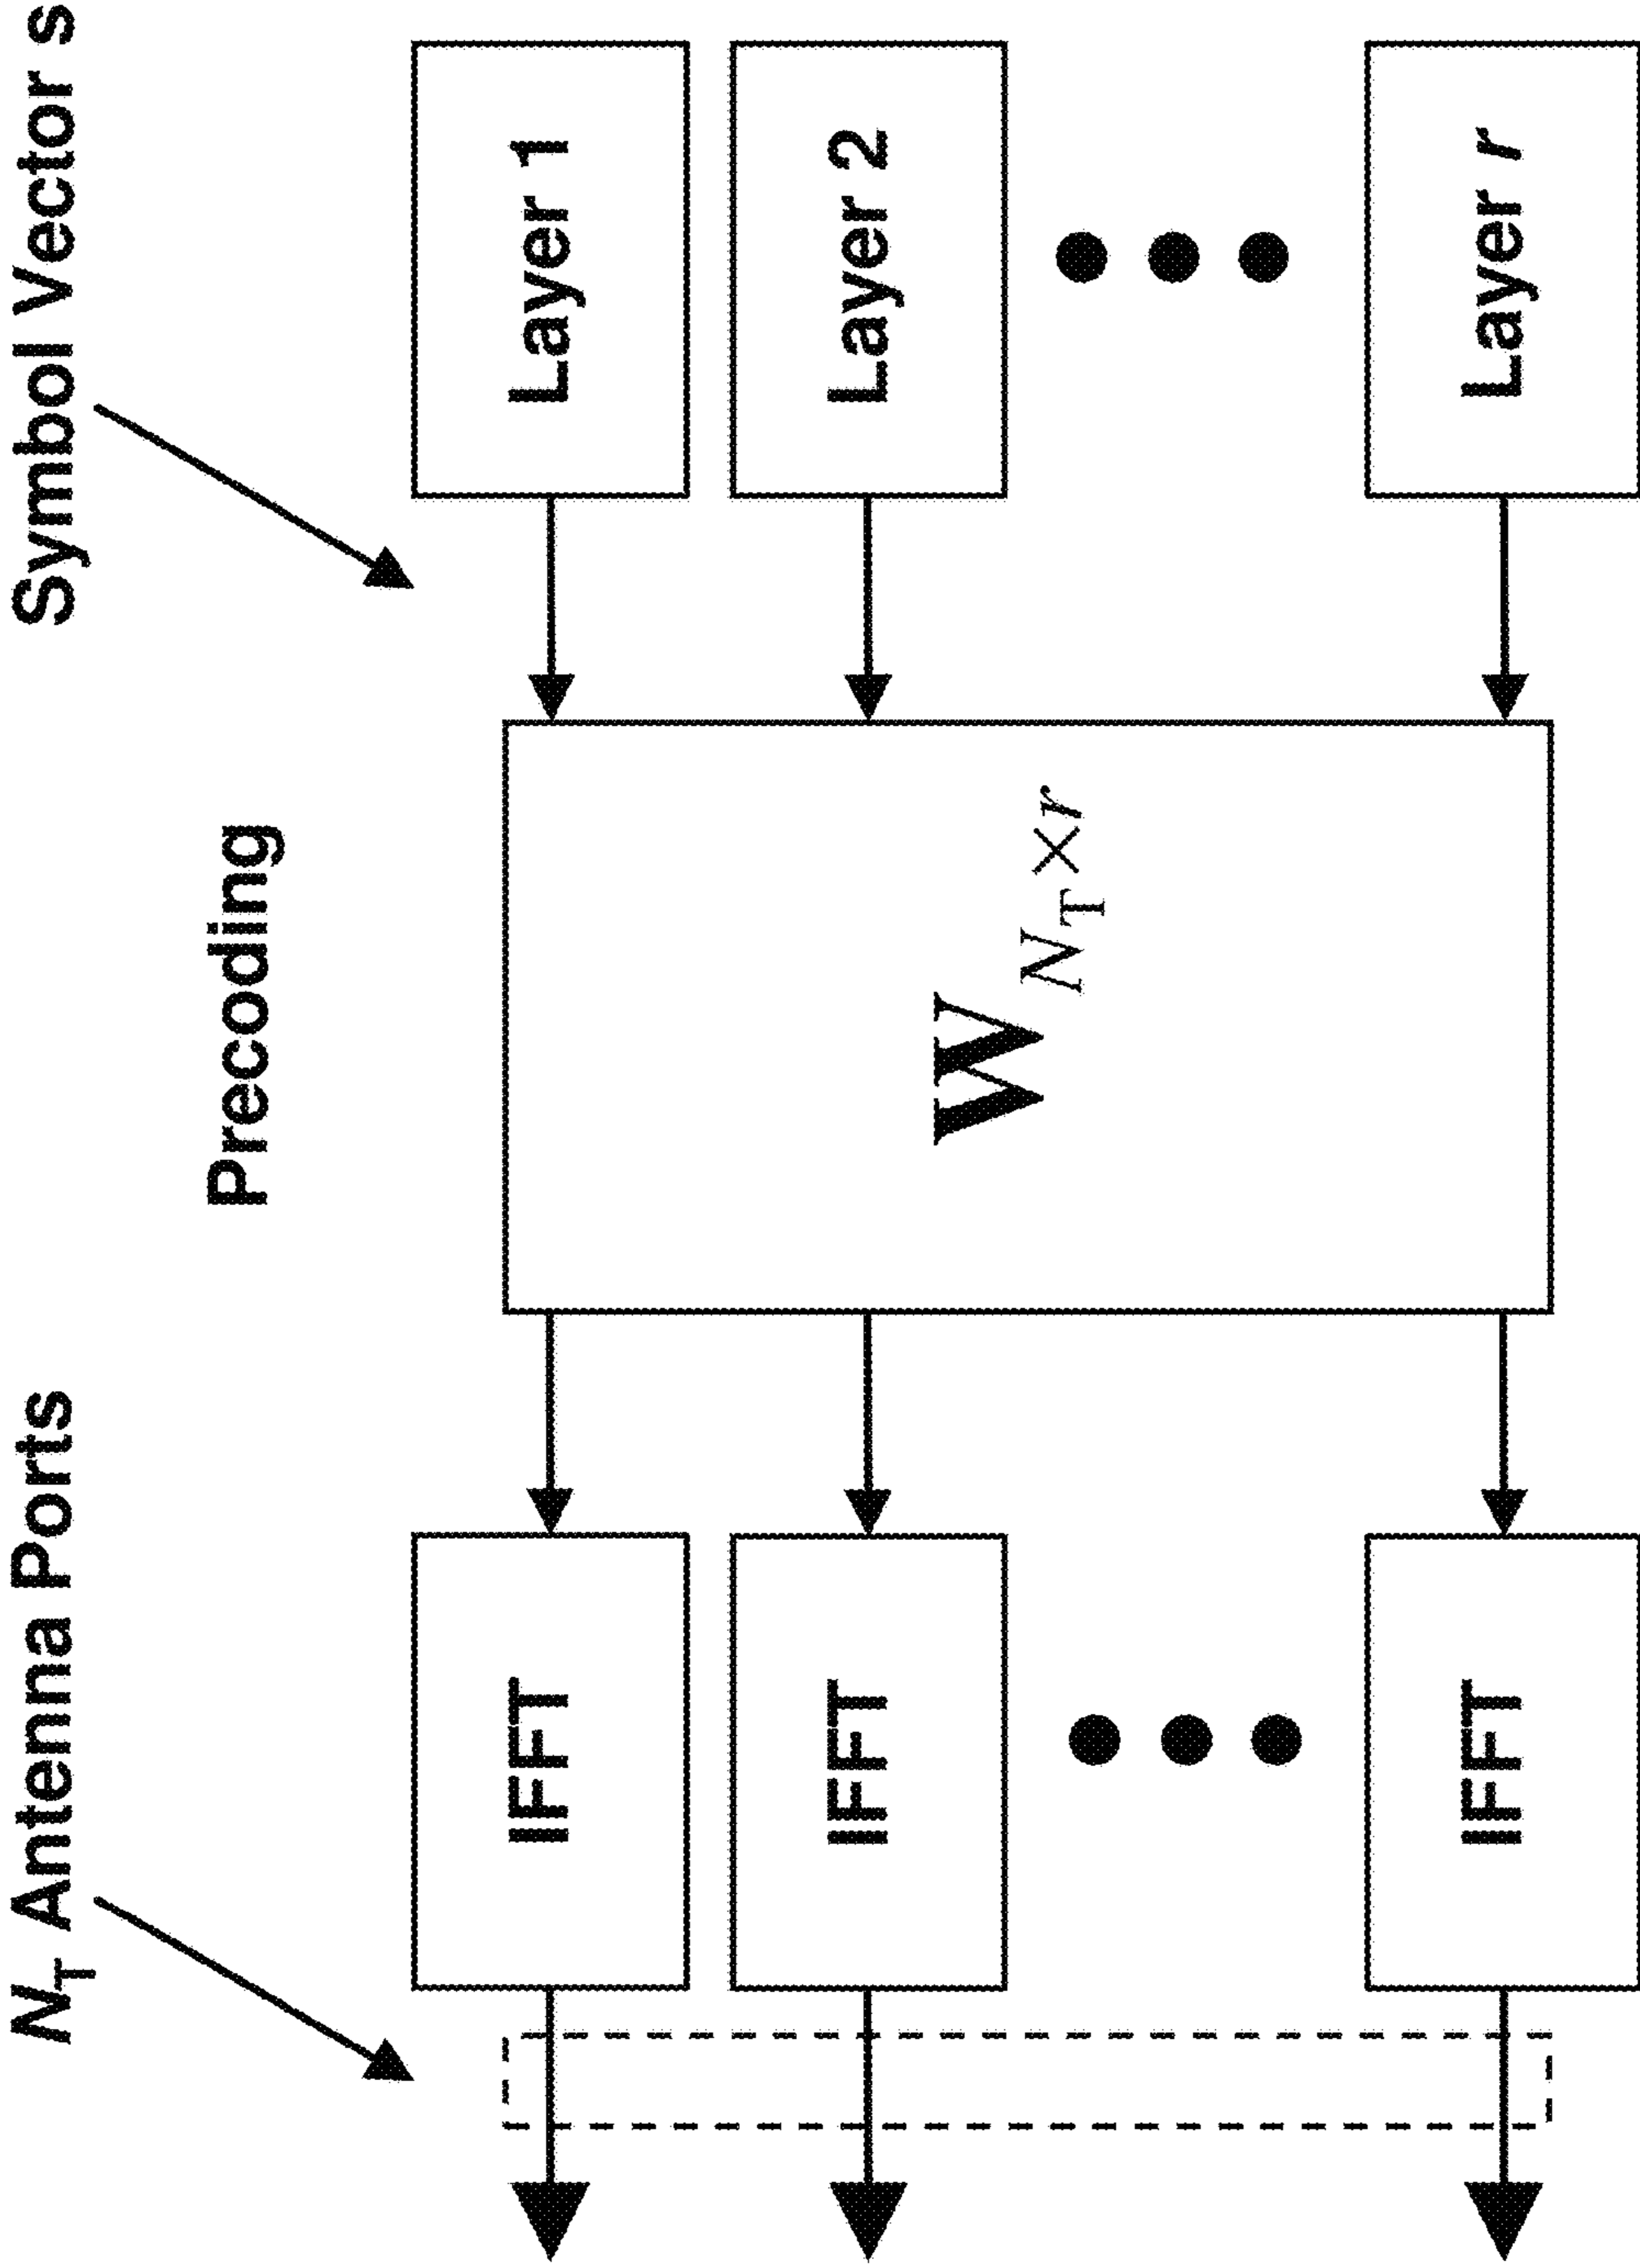 N_T Antenna Ports
Symbol Vector s
Precoding
IFFT
Layer 1
IFFT
Layer 2
W_{N_T×r}
IFFT
Layer r